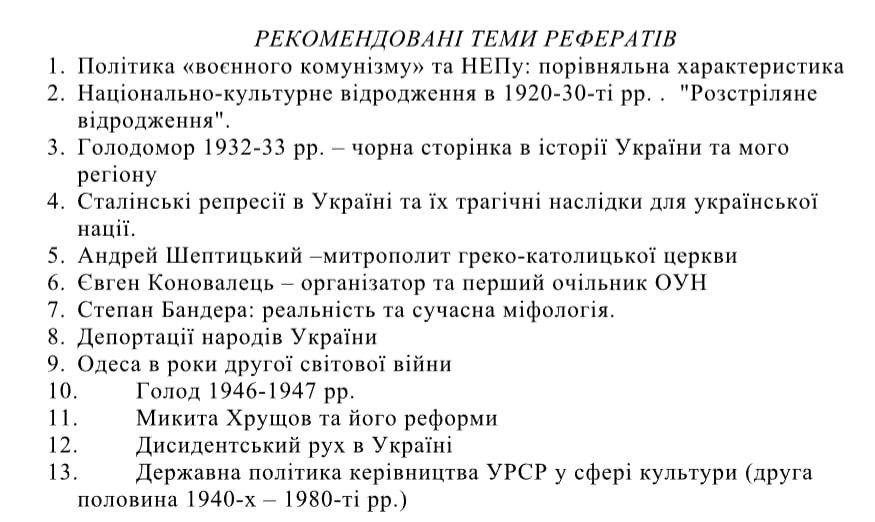 РЕКОМЕНДОВАНІ ТЕМИ РЕФЕРАТІВ
1. Політика «воєнного комунізму» та НЕПу: порівняльна характеристика
2. Національно-культурне відродження в 1920-30-ті рр. . "Розстріляне
відродження".
3. Голодомор 1932-33 рр. – чорна сторінка в історії України та мого
регіону
4. Сталінські репресії в Україні та їх трагічні наслідки для української
нації.
5. Андрей Шептицький –митрополит греко-католицької церкви
6. Євген Коновалець – організатор та перший очільник ОУН
7. Степан Бандера: реальність та сучасна міфологія.
8. Депортації народів України
9. Одеса в роки другої світової війни
10. Голод 1946-1947 рр.
11. Микита Хрущов та його реформи
12. Дисидентський рух в Україні
13. Державна політика керівництва УРСР у сфері культури (друга
половина 1940-х – 1980-ті рр.)